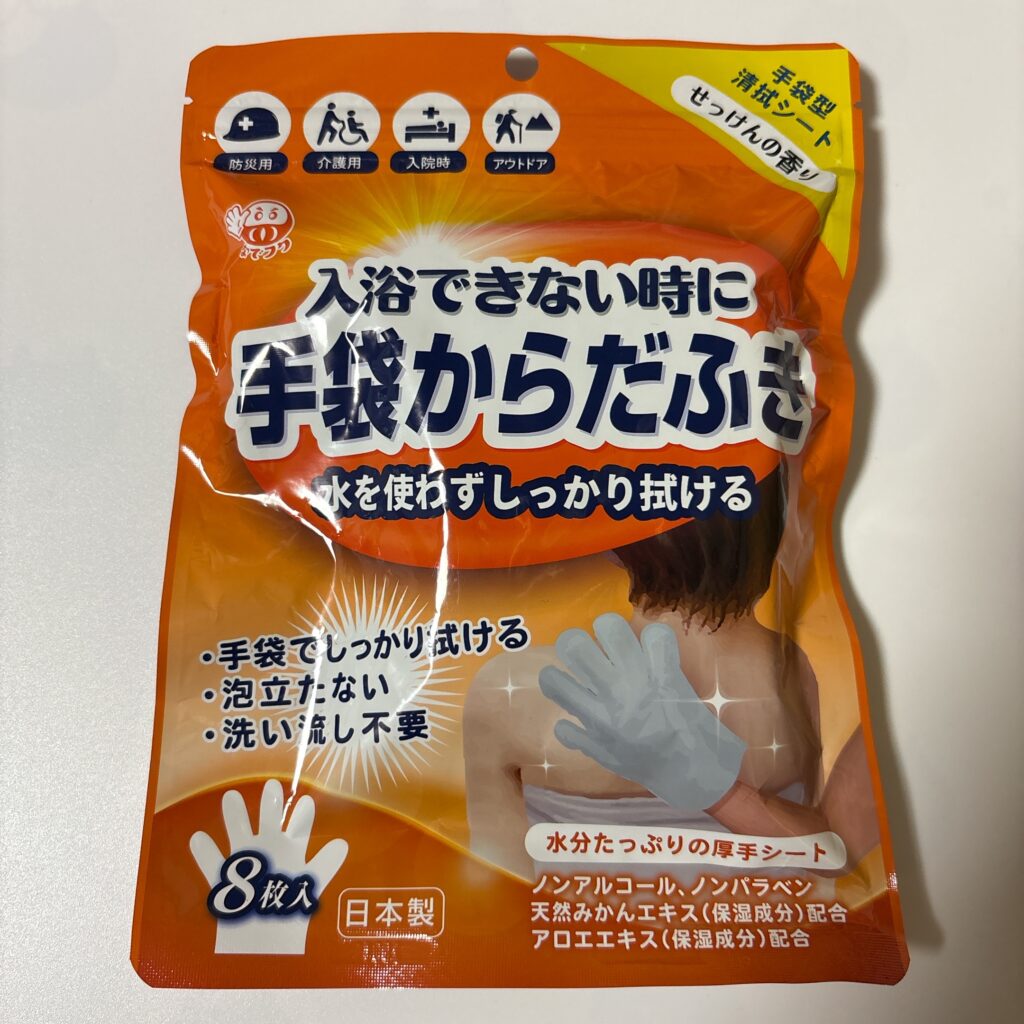 手袋型
清拭シート
せっけんの香り
防災用
介護用
入院時
アウトドア
入浴できない時に
手袋からだふき
水を使わずしっかり拭ける
・手袋でしっかり拭ける
・泡立たない
・洗い流し不要
8枚入
日本製
水分たっぷりの厚手シート
ノンアルコール、ノンパラベン
天然みかんエキス(保湿成分)配合
アロエエキス(保湿成分)配合